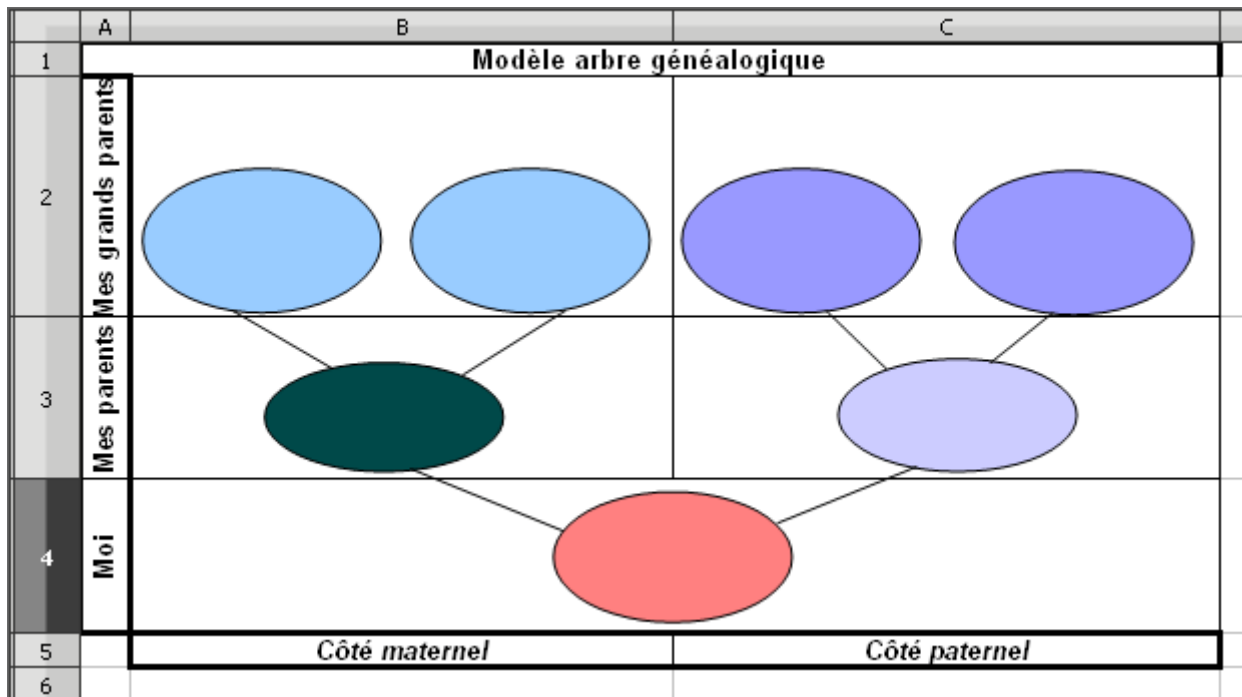 A B C
1 Modèle arbre généalogique
2 Mes grands parents
3 Mes parents
4 Moi
5 Côté maternel Côté paternel
6